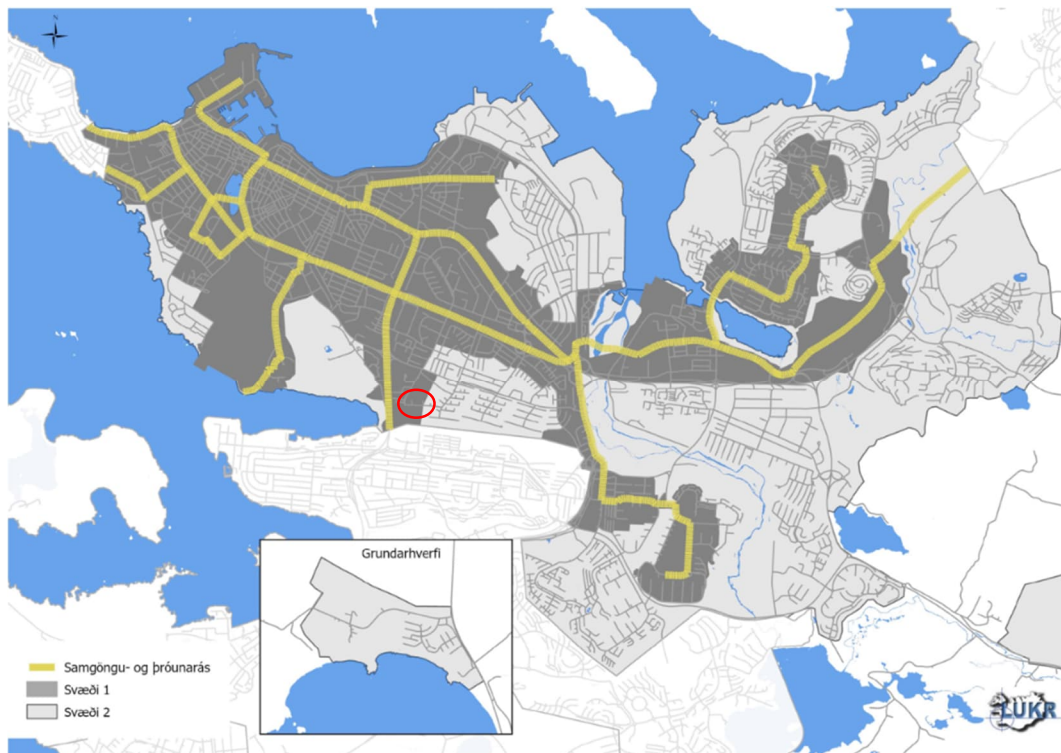 N
Grundarhverfi
Samgöngu- og þróunarás
Svæði 1
Svæði 2
LUKR